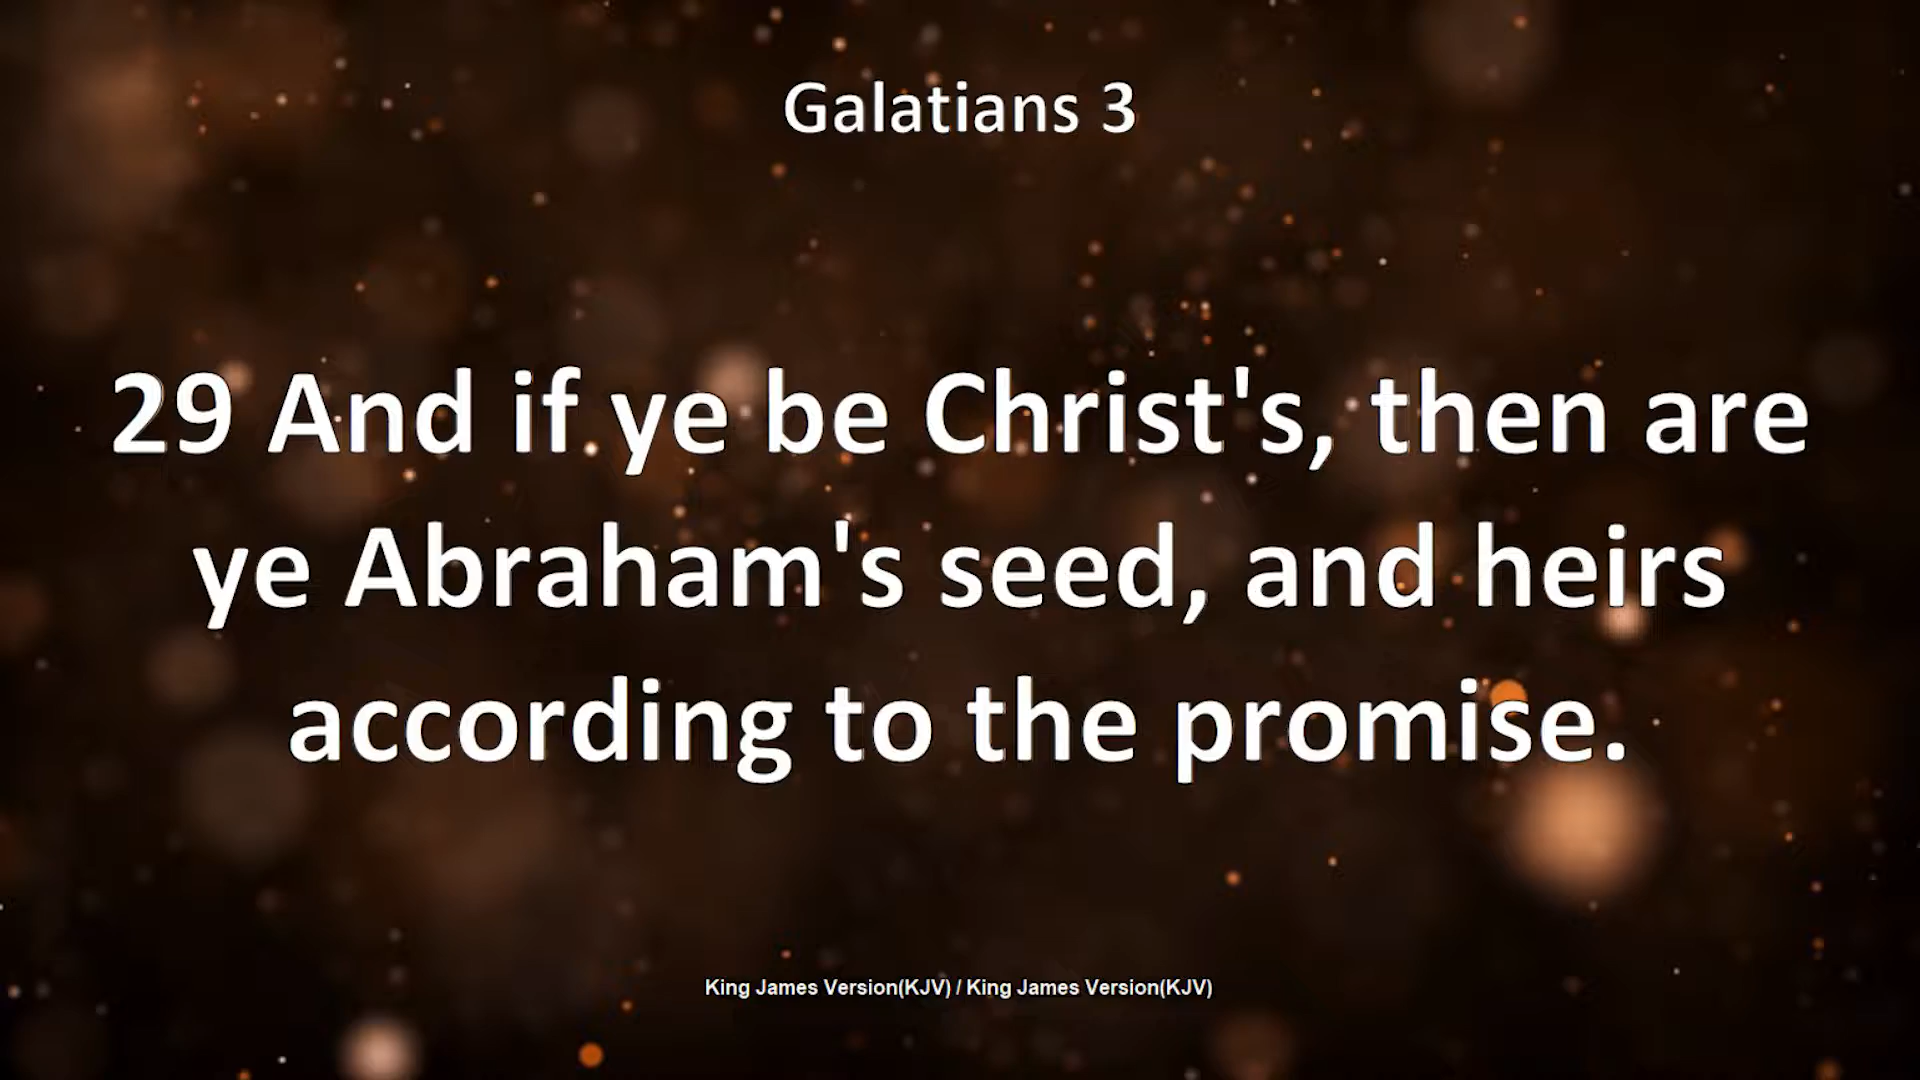 Galatians 3
29 And if ye be Christ's, then are
ye Abraham's seed, and heirs
according to the promise.
King James Version(KJV) / King James Version(KJV)